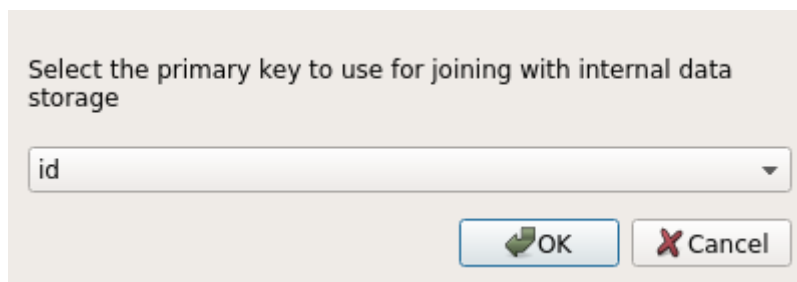 Select the primary key to use for joining with internal data
storage
id
OK
Cancel